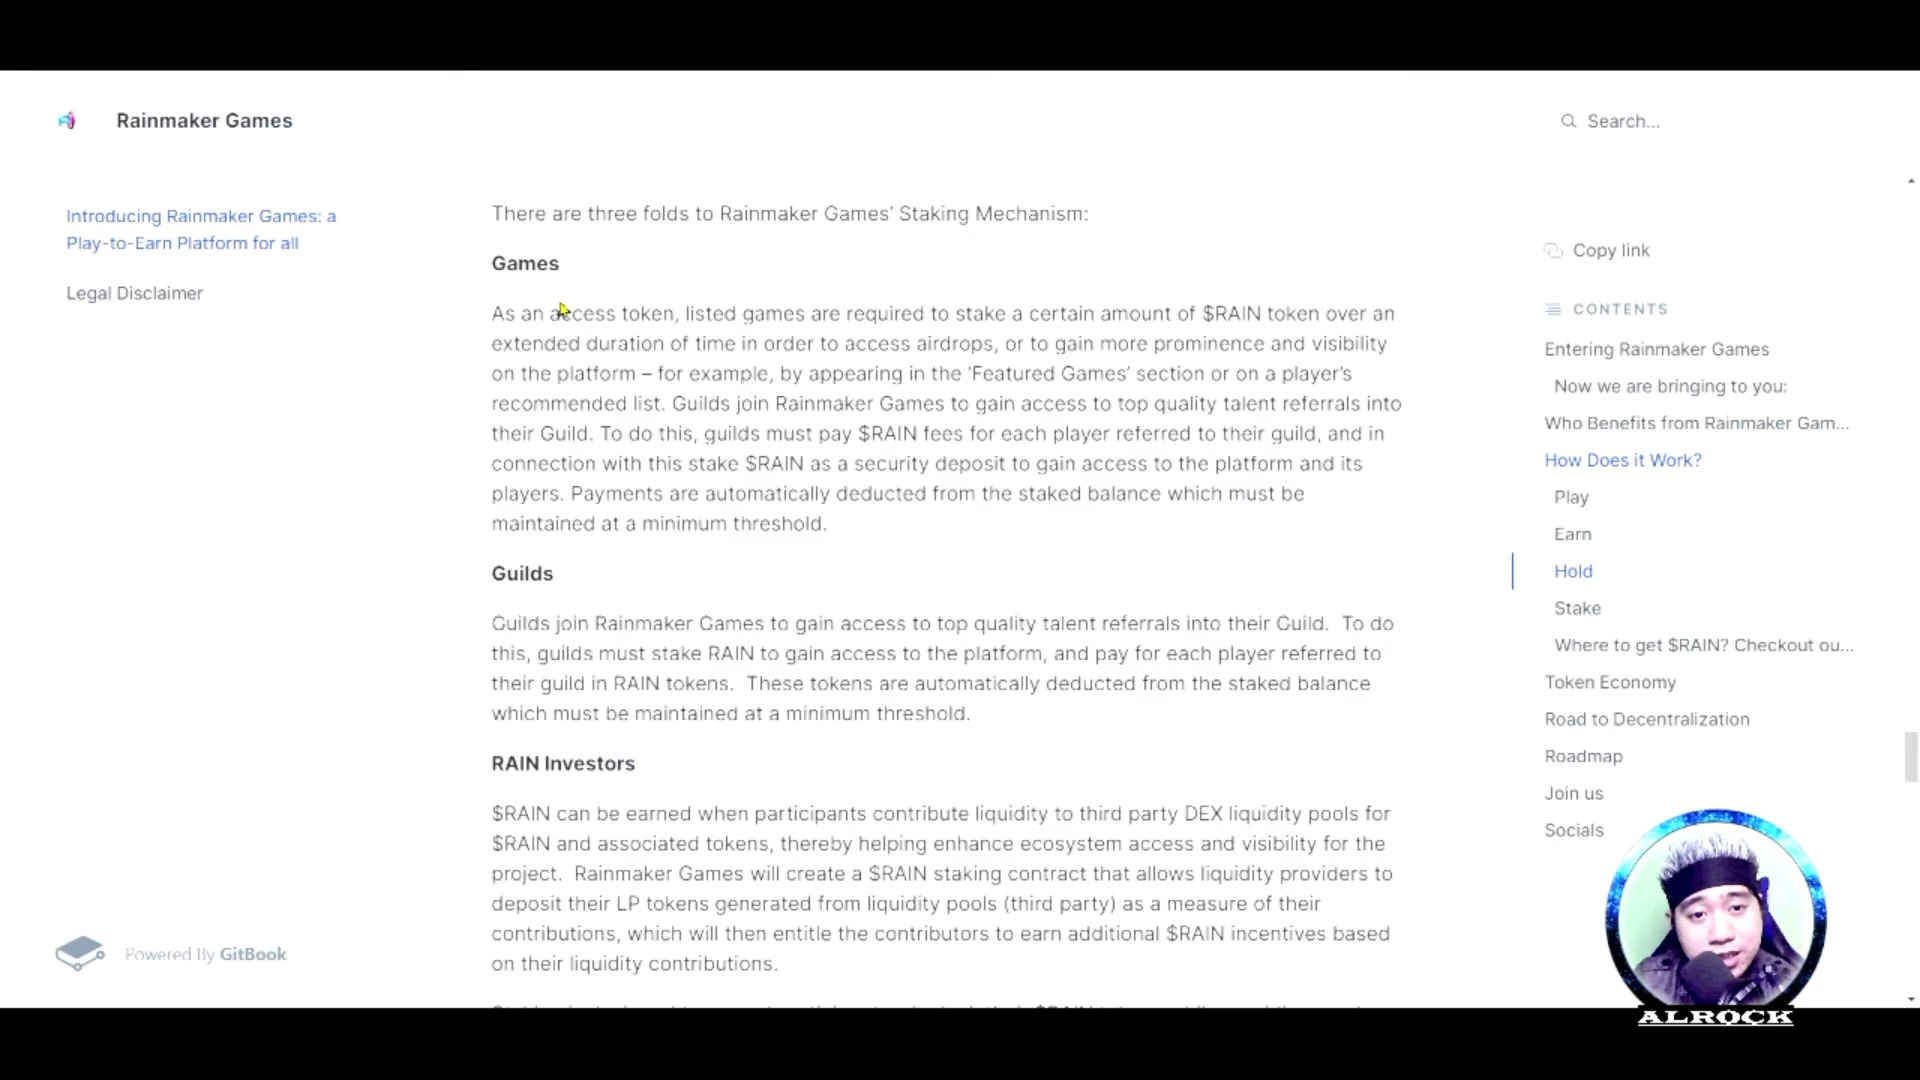 Rainmaker Games
Search...
Introducing Rainmaker Games: a
Play-to-Earn Platform for all
Legal Disclaimer
There are three folds to Rainmaker Games' Staking Mechanism:
Games
As an access token, listed games are required to stake a certain amount of $RAIN token over an
extended duration of time in order to access airdrops, or to gain more prominence and visibility
on the platform – for example, by appearing in the 'Featured Games' section or on a player's
recommended list. Guilds join Rainmaker Games to gain access to top quality talent referrals into
their Guild. To do this, guilds must pay $RAIN fees for each player referred to their guild, and in
connection with this stake $RAIN as a security deposit to gain access to the platform and its
players. Payments are automatically deducted from the staked balance which must be
maintained at a minimum threshold.
Guilds
Guilds join Rainmaker Games to gain access to top quality talent referrals into their Guild. To do
this, guilds must stake RAIN to gain access to the platform, and pay for each player referred to
their guild in RAIN tokens. These tokens are automatically deducted from the staked balance
which must be maintained at a minimum threshold.
RAIN Investors
$RAIN can be earned when participants contribute liquidity to third party DEX liquidity pools for
$RAIN and associated tokens, thereby helping enhance ecosystem access and visibility for the
project. Rainmaker Games will create a $RAIN staking contract that allows liquidity providers to
deposit their LP tokens generated from liquidity pools (third party) as a measure of their
contributions, which will then entitle the contributors to earn additional $RAIN incentives based
on their liquidity contributions.
Copy link
CONTENTS
Entering Rainmaker Games
Now we are bringing to you:
Who Benefits from Rainmaker Gam...
How Does it Work?
Play
Earn
Hold
Stake
Where to get $RAIN? Checkout ou...
Token Economy
Road to Decentralization
Roadmap
Join us
Socials
Powered By GitBook
ALROCK